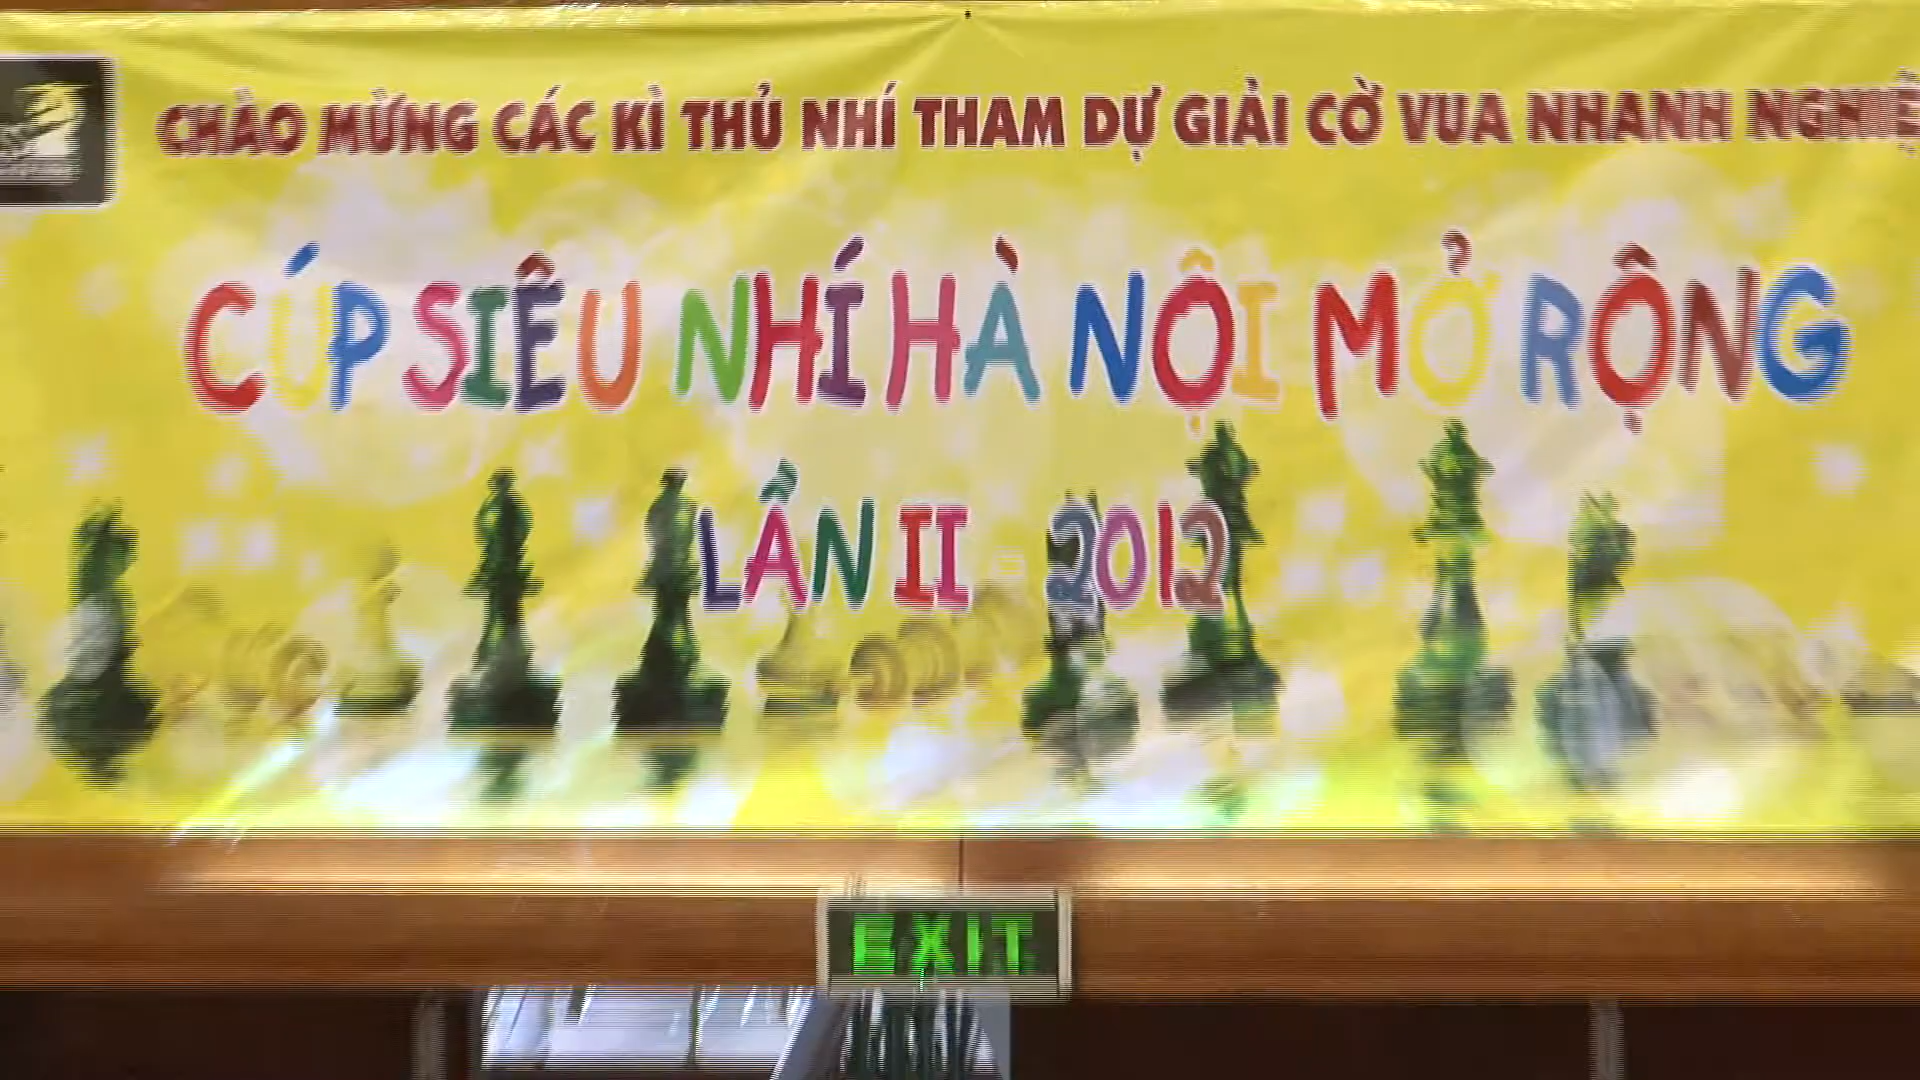 CHÀO MỪNG CÁC KÌ THỦ NHÍ THAM DỰ GIẢI CỜ VUA NHANH
CÚP SIÊU NHÍ HÀ NỘI MỞ RỘNG
LẦN II - 2012
EXIT